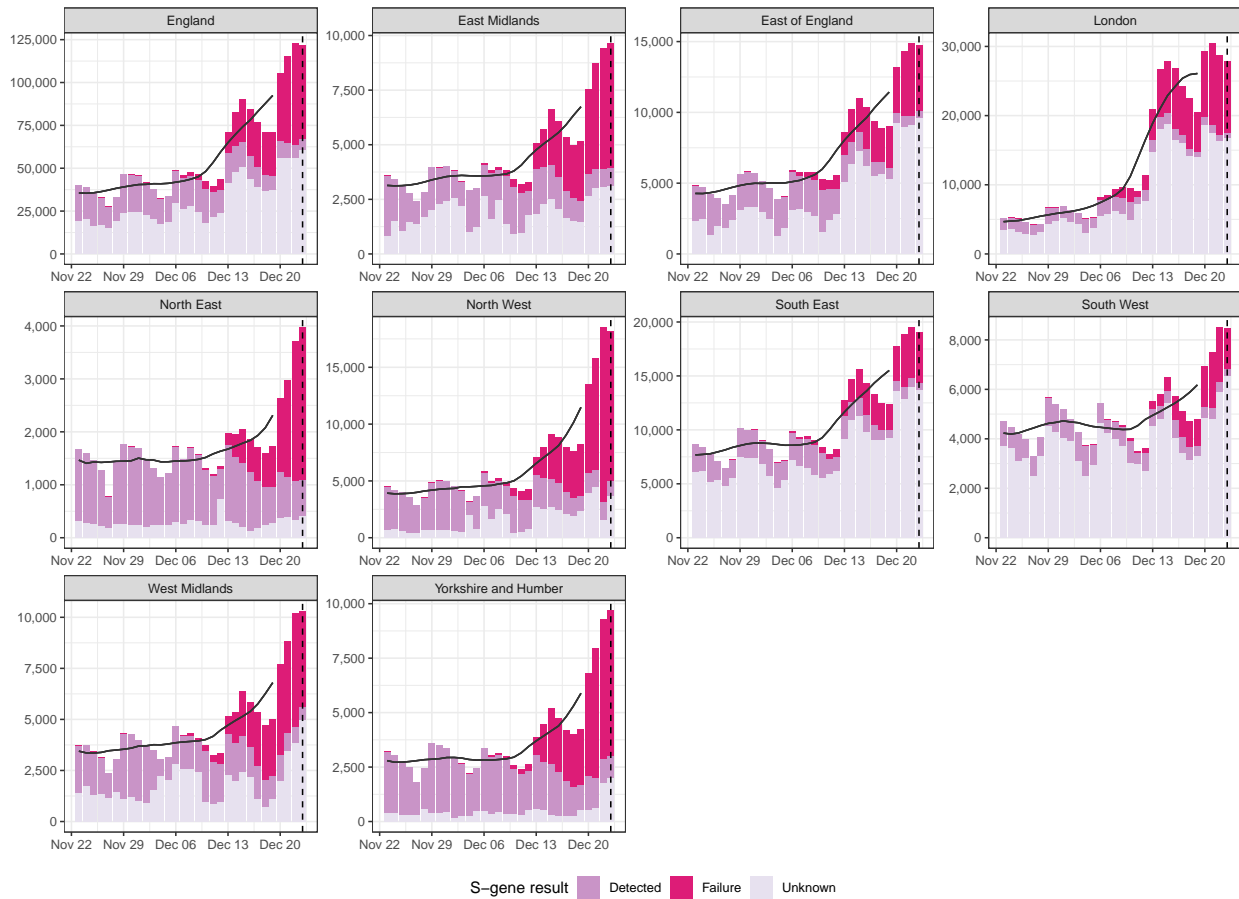 England
East Midlands
East of England
London
125,000
100,000
75,000
50,000
25,000
0
10,000
7,500
5,000
2,500
0
15,000
10,000
5,000
0
30,000
20,000
10,000
0
Nov 22 Nov 29 Dec 06 Dec 13 Dec 20
Nov 22 Nov 29 Dec 06 Dec 13 Dec 20
Nov 22 Nov 29 Dec 06 Dec 13 Dec 20
Nov 22 Nov 29 Dec 06 Dec 13 Dec 20
North East
North West
South East
South West
4,000
3,000
2,000
1,000
0
15,000
10,000
5,000
0
20,000
15,000
10,000
5,000
0
8,000
6,000
4,000
2,000
0
Nov 22 Nov 29 Dec 06 Dec 13 Dec 20
Nov 22 Nov 29 Dec 06 Dec 13 Dec 20
Nov 22 Nov 29 Dec 06 Dec 13 Dec 20
Nov 22 Nov 29 Dec 06 Dec 13 Dec 20
West Midlands
Yorkshire and Humber
10,000
7,500
5,000
2,500
0
10,000
7,500
5,000
2,500
0
Nov 22 Nov 29 Dec 06 Dec 13 Dec 20
Nov 22 Nov 29 Dec 06 Dec 13 Dec 20
S-gene result Detected Failure Unknown